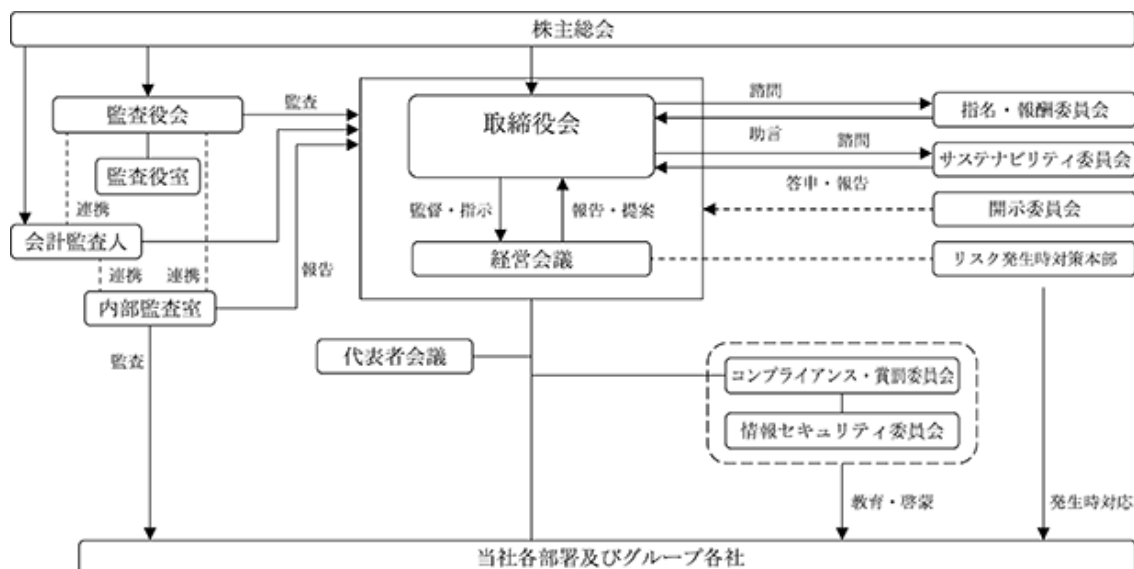 株主総会
監査役会
監査
取締役会
諮問
指名・報酬委員会
助言
諮問
サステナビリティ委員会
監査役室
答申・報告
連携
監督・指示
報告・提案
開示委員会
会計監査人
経営会議
リスク発生時対策本部
連携
連携
報告
内部監査室
監査
代表者会議
コンプライアンス・賞罰委員会
情報セキュリティ委員会
教育・啓蒙
発生時対応
当社各部署及びグループ各社